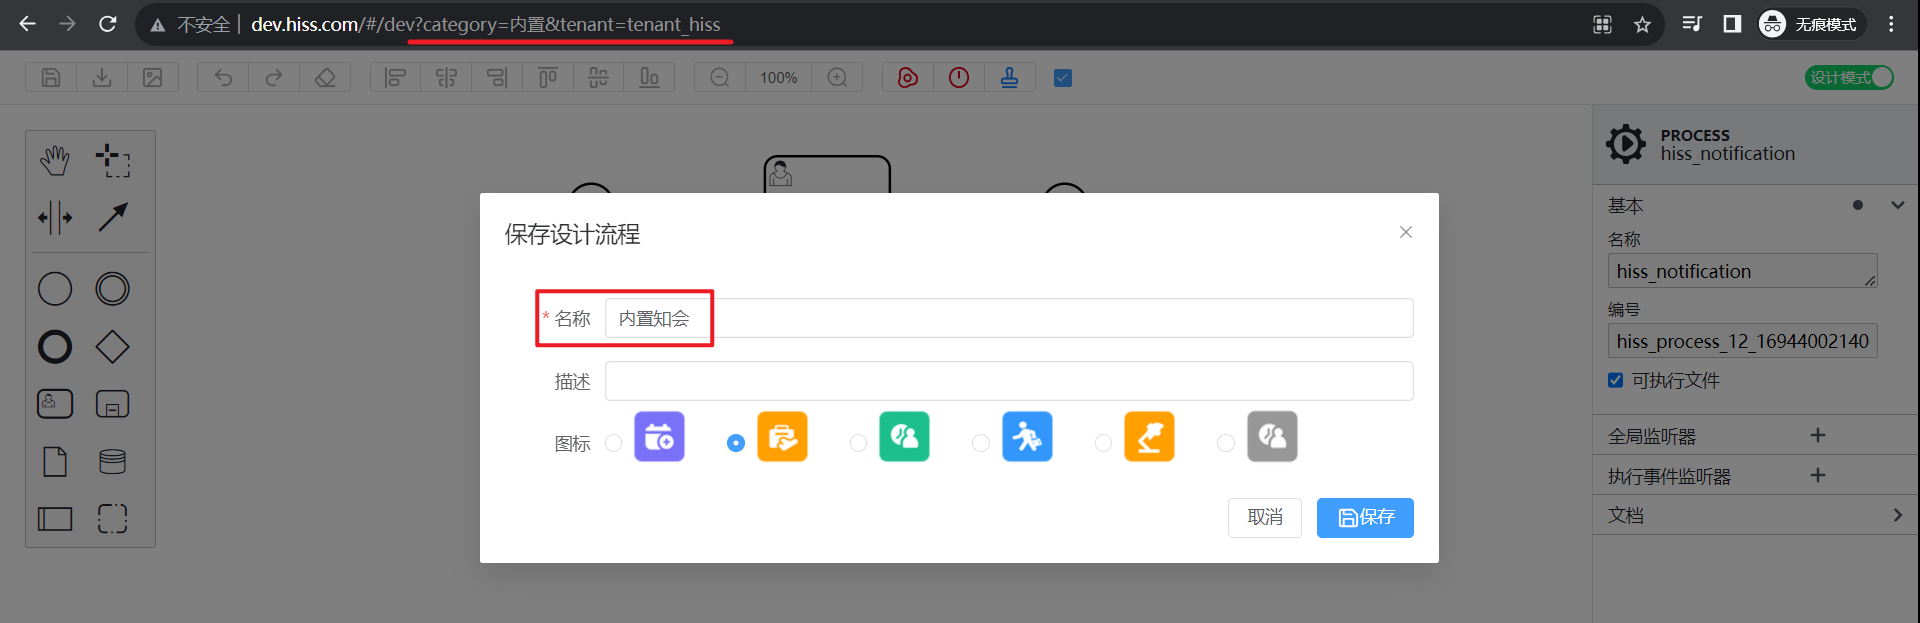 不安全 dev.hiss.com/#/dev?category=内置&tenant=tenant_hiss
无痕模式
100%
设计模式
PROCESS
hiss_notification
基本
名称
hiss_notification
编号
hiss_process_12_16944002140
可执行文件
全局监听器
执行事件监听器
文档
保存设计流程
* 名称 内置知会
描述
图标
取消 保存